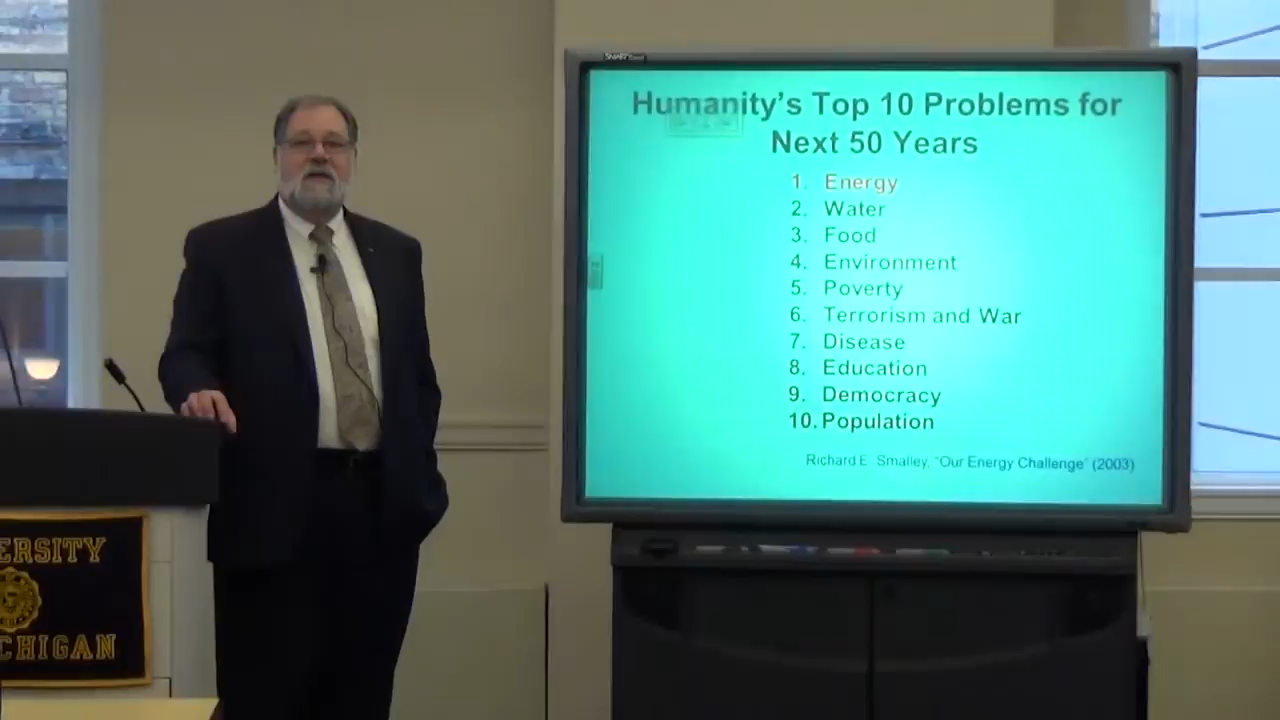 SMART Board
Humanity's Top 10 Problems for
Next 50 Years
1. Energy
2. Water
3. Food
4. Environment
5. Poverty
6. Terrorism and War
7. Disease
8. Education
9. Democracy
10. Population
Richard E. Smalley, "Our Energy Challenge" (2003)
ERSITY
CHIGAN